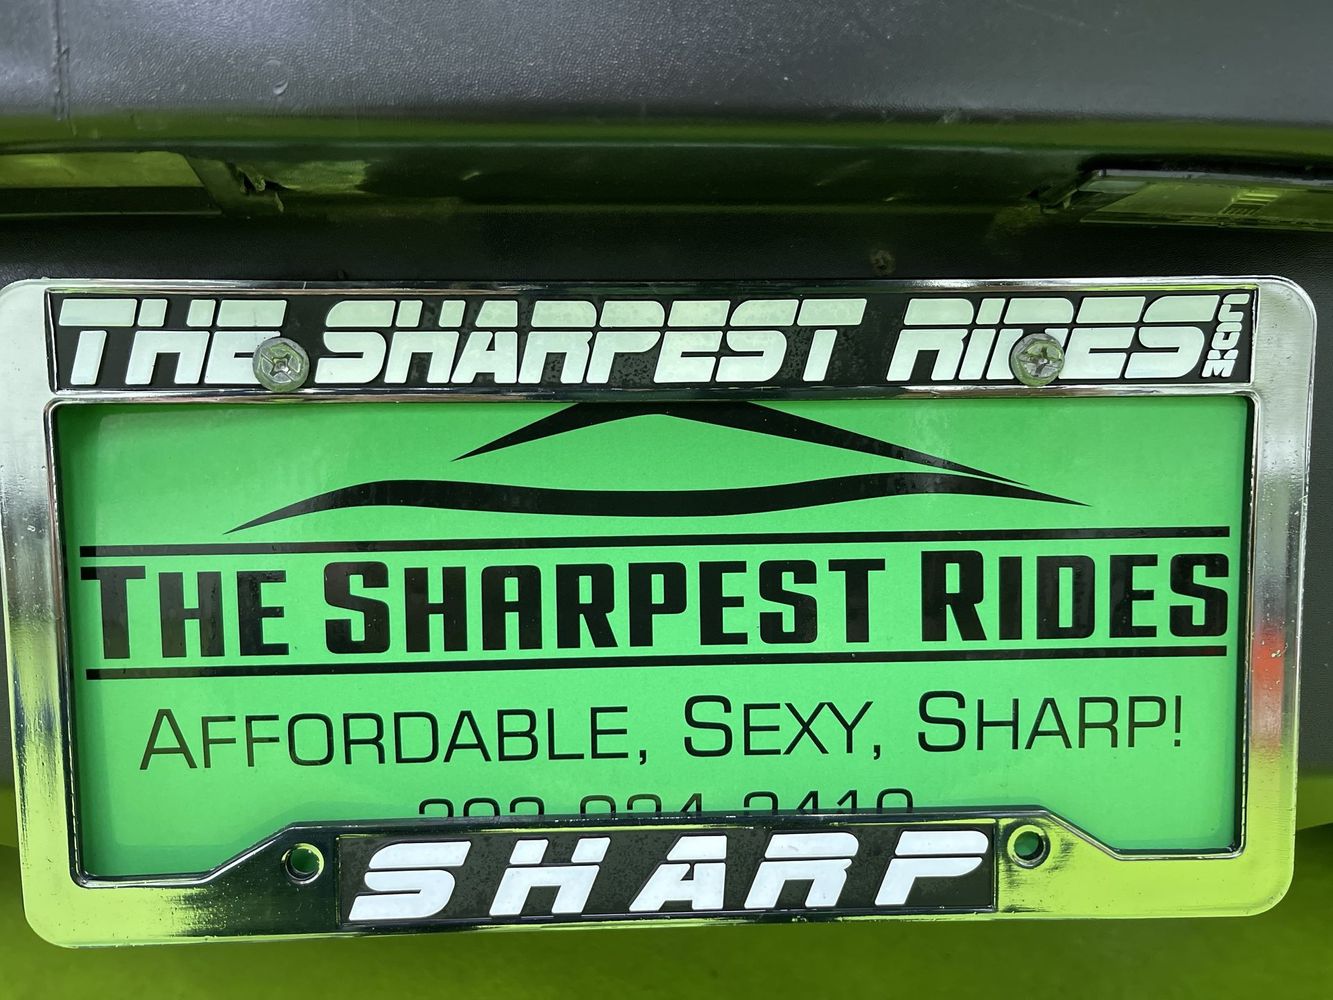 THE SHARPEST RIDES.COM
THE SHARPEST RIDES
AFFORDABLE, SEXY, SHARP!
SHARP